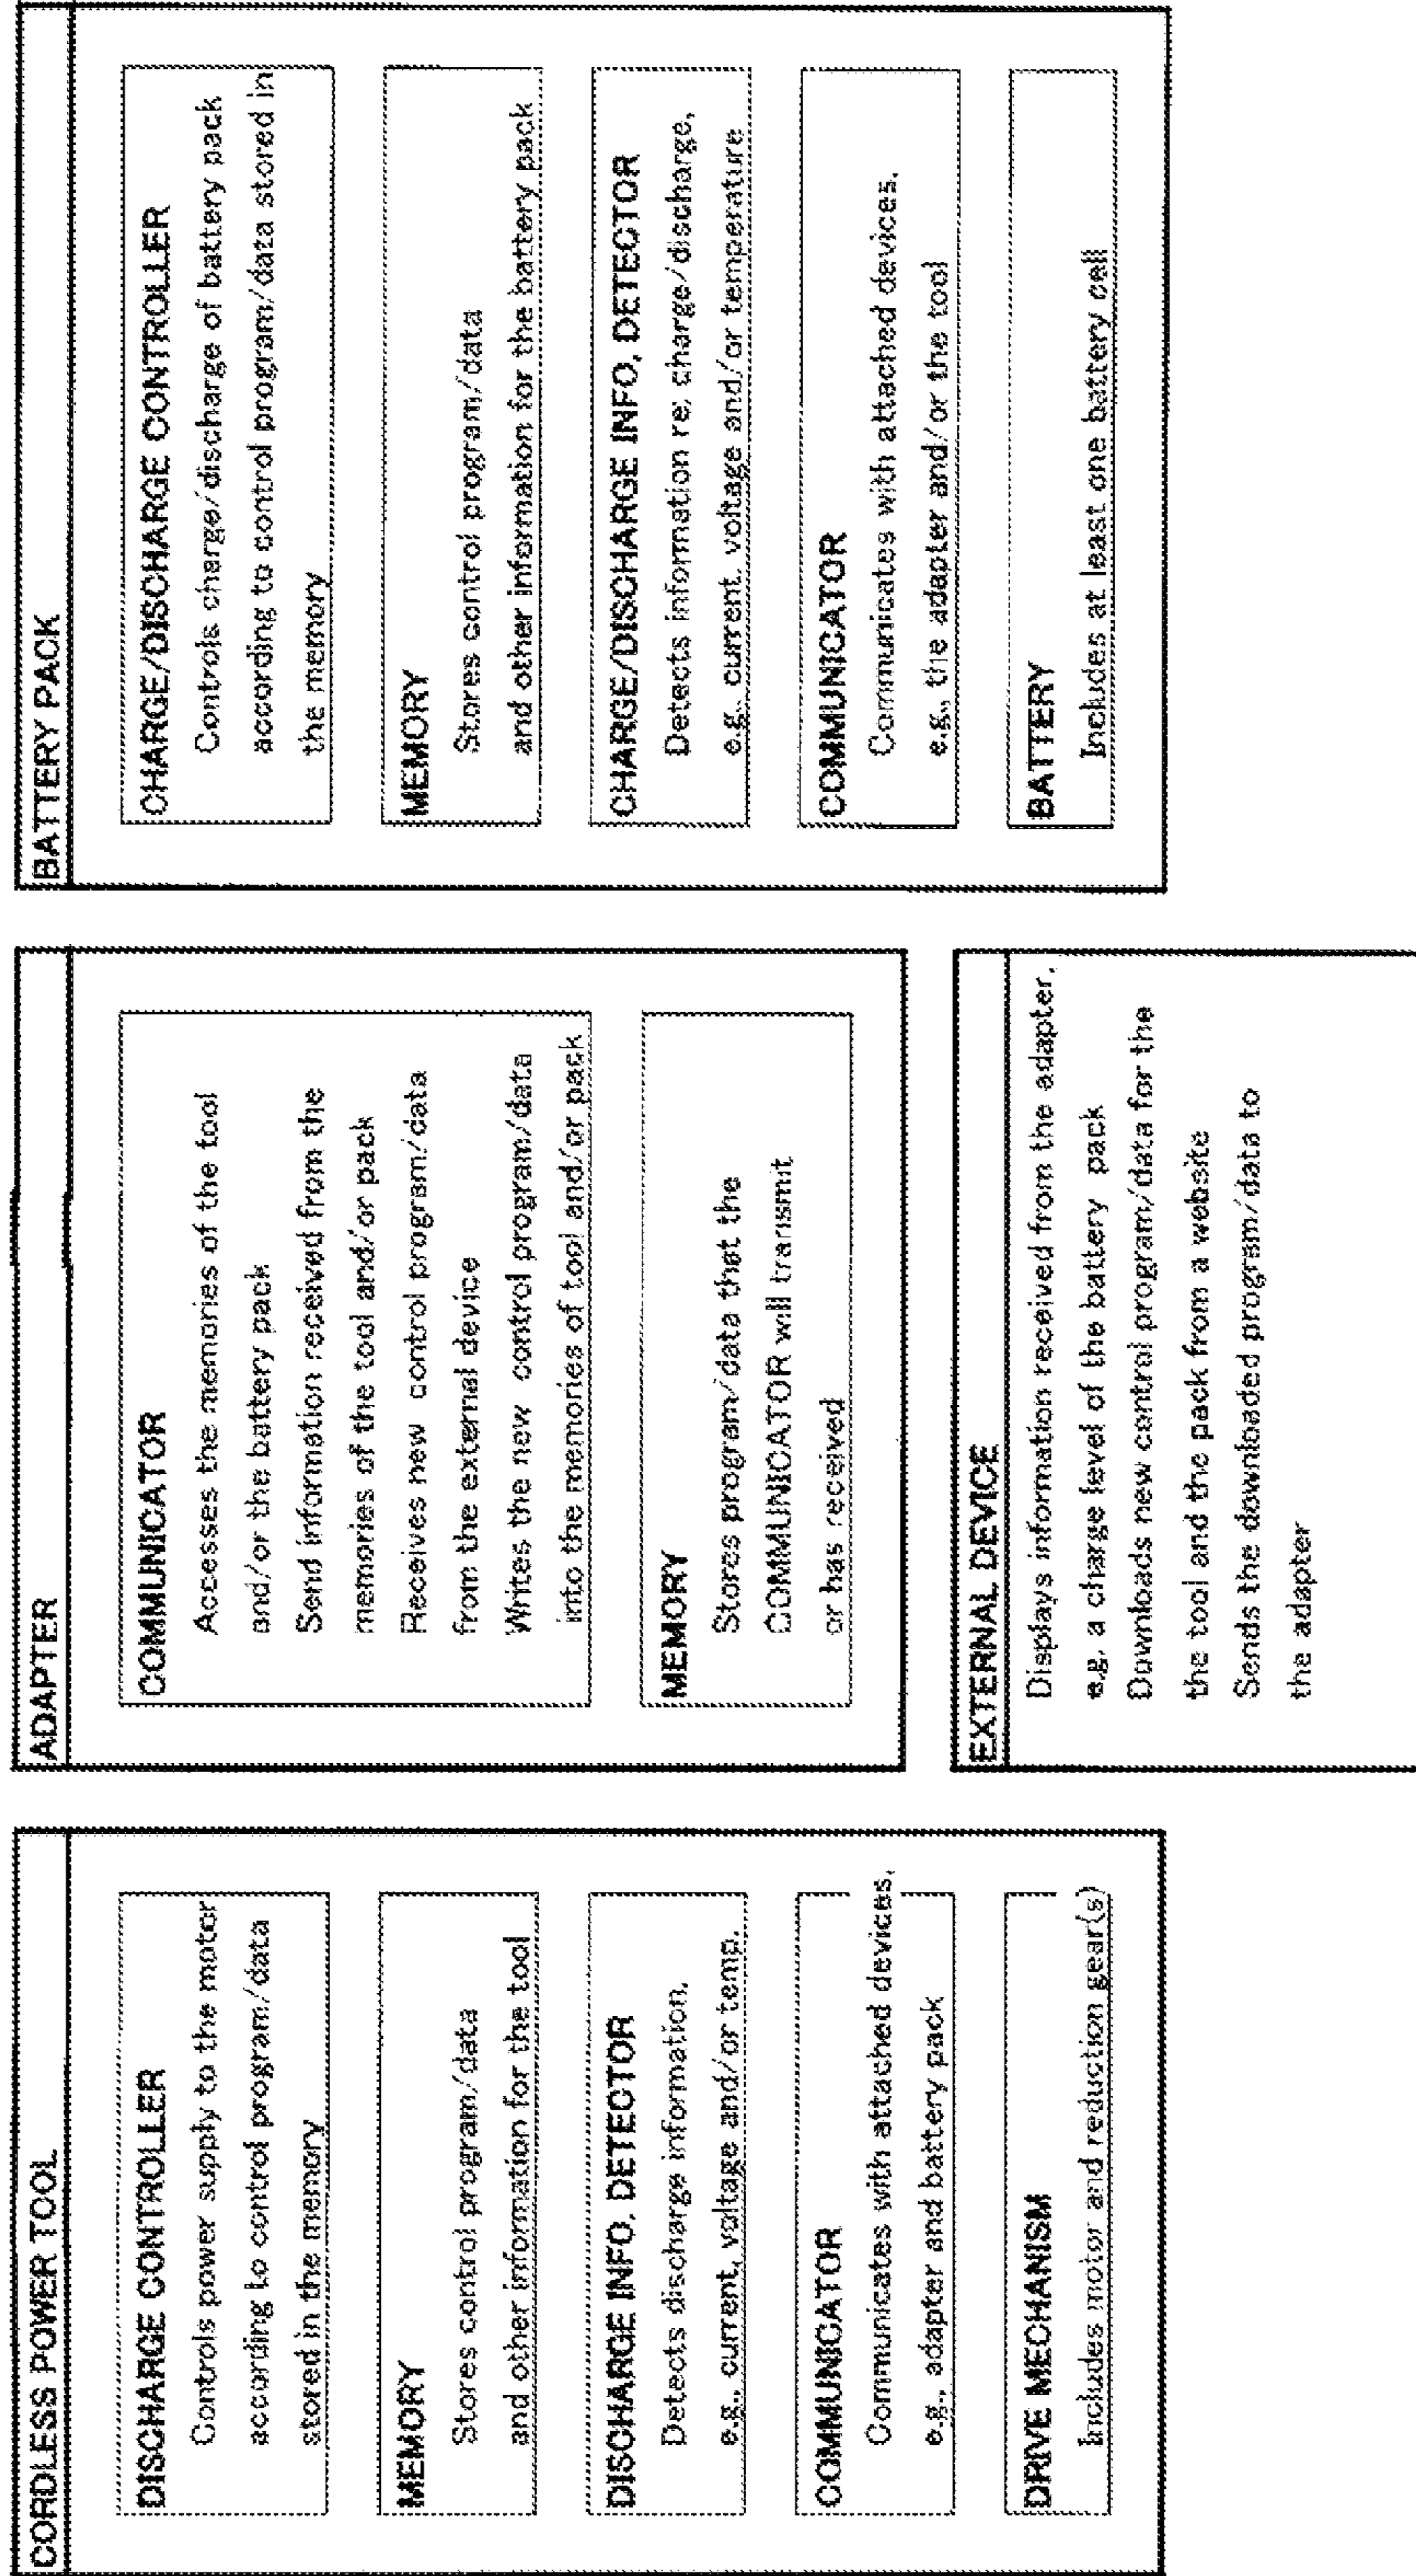 CORDLESS POWER TOOL
DISCHARGE CONTROLLER
Controls power supply to the motor
according to control program/data
stored in the memory
MEMORY
Stores control program/data
and other information for the tool
DISCHARGE INFO. DETECTOR
Detects discharge information,
e.g., current, voltage and/or temp.
COMMUNICATOR
Communicates with attached devices,
e.g., adapter and battery pack
DRIVE MECHANISM
Includes motor and reduction gear(s)
ADAPTER
COMMUNICATOR
Accesses the memories of the tool
and/or the battery pack
Send information received from the
memories of the tool and/or pack
Receives new control program/data
from the external device
Writes the new control program/data
into the memories of tool and/or pack
MEMORY
Stores program/data that the
COMMUNICATOR will transmit
or has received
EXTERNAL DEVICE
Displays information received from the adapter,
e.g. a charge level of the battery pack
Downloads new control program/data for the
the tool and the pack from a website
Sends the downloaded program/data to
the adapter
BATTERY PACK
CHARGE/DISCHARGE CONTROLLER
Controls charge/discharge of battery pack
according to control program/data stored in
the memory
MEMORY
Stores control program/data
and other information for the battery pack
CHARGE/DISCHARGE INFO. DETECTOR
Detects information re: charge/discharge,
e.g., current, voltage and/or temperature
COMMUNICATOR
Communicates with attached devices,
e.g., the adapter and/or the tool
BATTERY
Includes at least one battery cell